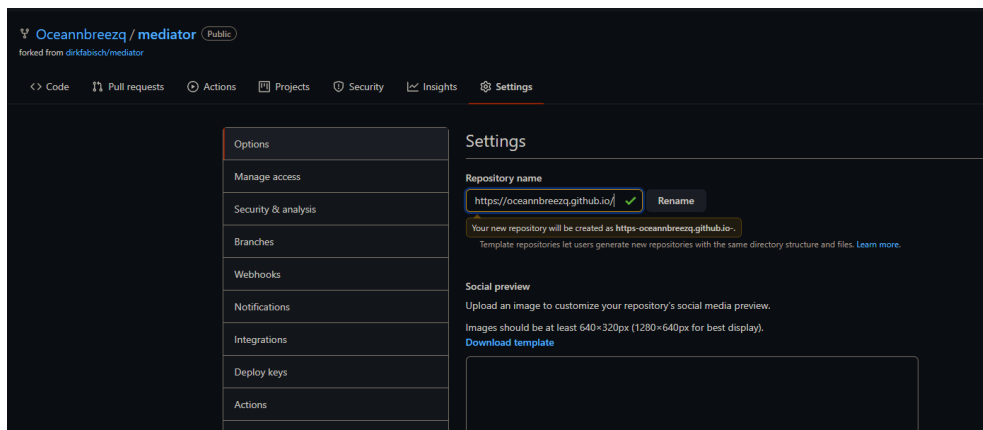 Oceannbreezq / mediator Public
forked from dirkfabisch/mediator
<> Code Pull requests Actions Projects Security Insights Settings
Options
Manage access
Security & analysis
Branches
Webhooks
Notifications
Integrations
Deploy keys
Actions
Settings
Repository name
https://oceannbreezq.github.io/ Rename
Your new repository will be created as https-oceannbreezq.github.io-.
Template repositories let users generate new repositories with the same directory structure and files. Learn more.
Social preview
Upload an image to customize your repository's social media preview.
Images should be at least 640×320px (1280×640px for best display).
Download template